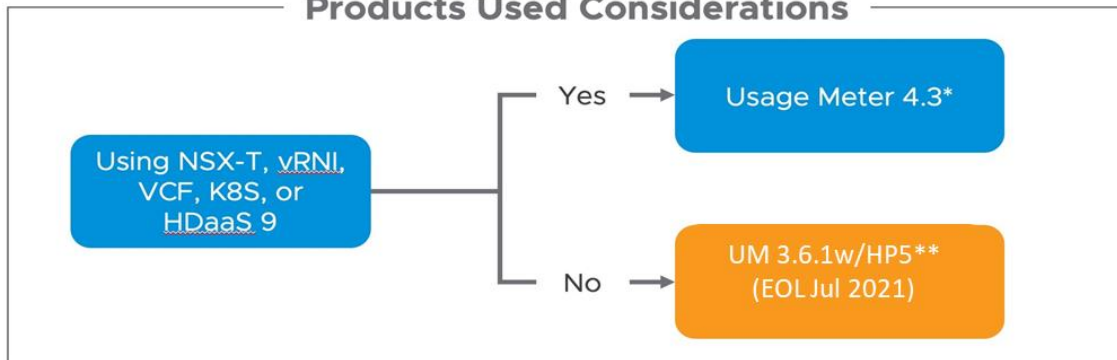 Products Used Considerations
Yes
Usage Meter 4.3*
Using NSX-T, vRNI,
VCF, K8S, or
HDaaS 9
UM 3.6.1w/HP5**
No
(EOL Jul 2021)